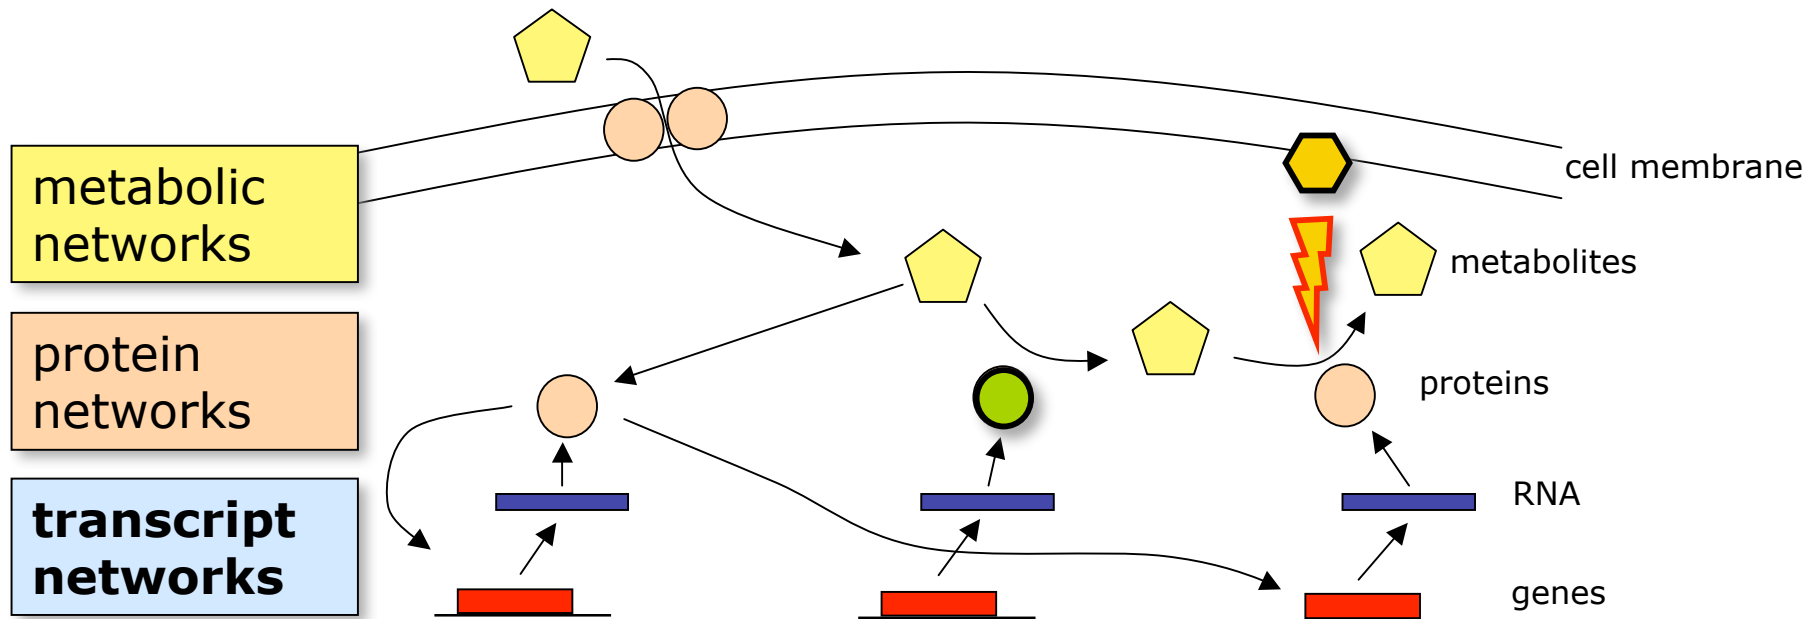 metabolic
networks
protein
networks
transcript
networks
cell membrane
metabolites
proteins
RNA
genes